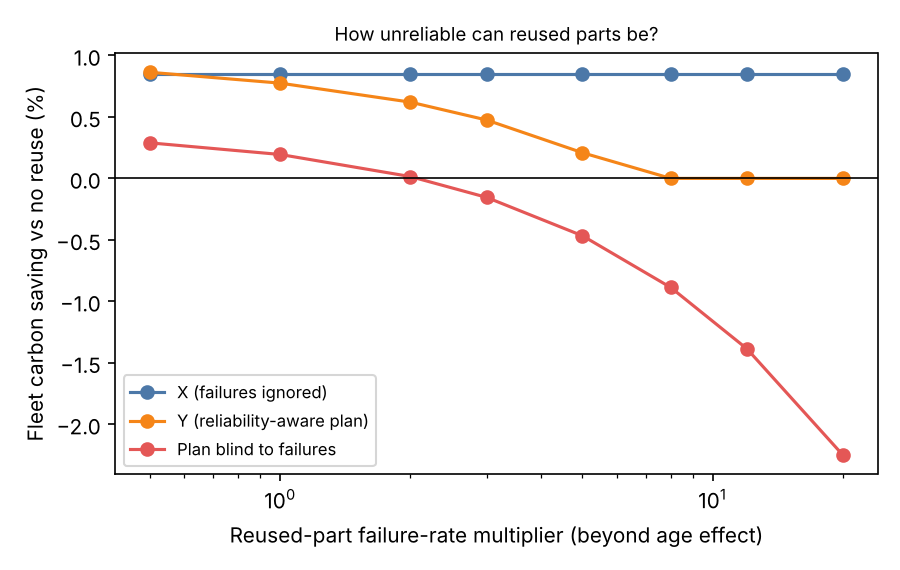 How unreliable can reused parts be?
Fleet carbon saving vs no reuse (%)
1.0
0.5
0.0
−0.5
−1.0
−1.5
−2.0
X (failures ignored)
Y (reliability-aware plan)
Plan blind to failures
10⁰
10¹
Reused-part failure-rate multiplier (beyond age effect)